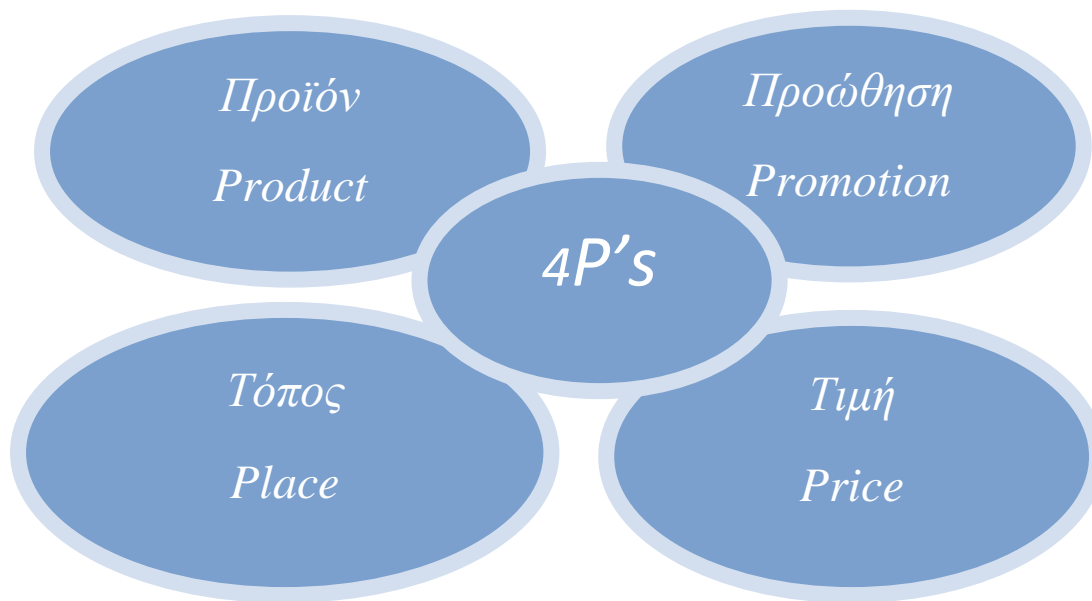 Προϊόν
Product
Προώθηση
Promotion
4P’s
Τόπος
Place
Τιμή
Price